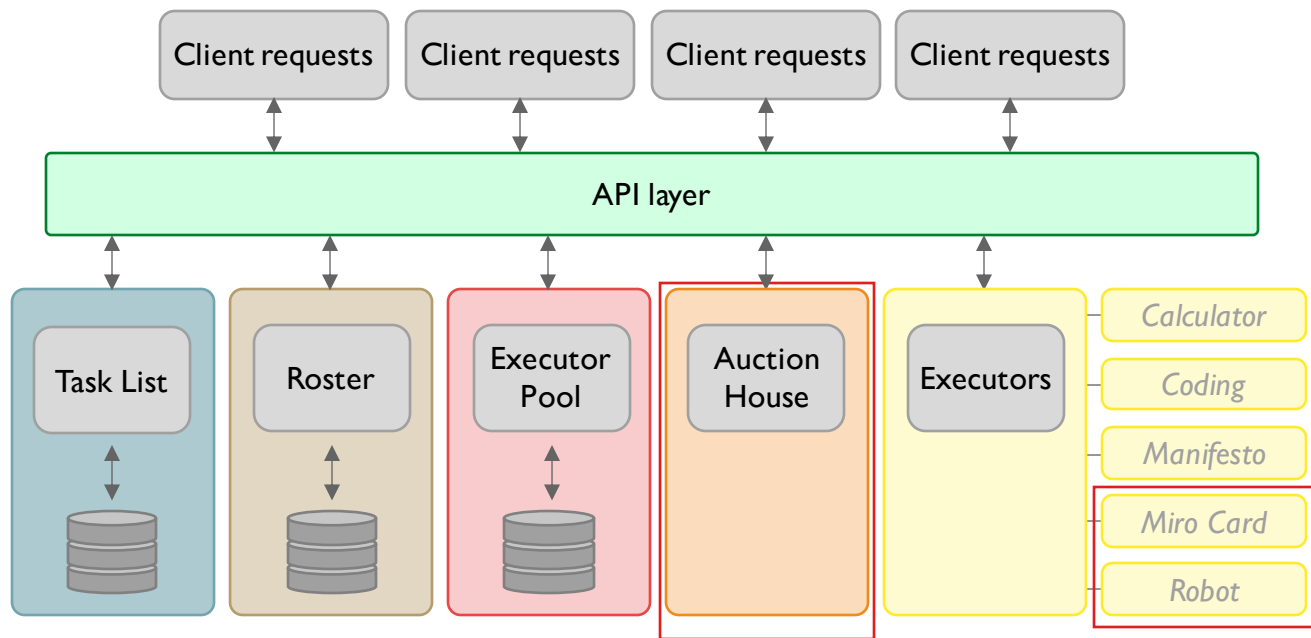 Client requests
Client requests
Client requests
Client requests
API layer
Task List
Roster
Executor
Pool
Auction
House
Executors
Calculator
Coding
Manifesto
Miro Card
Robot